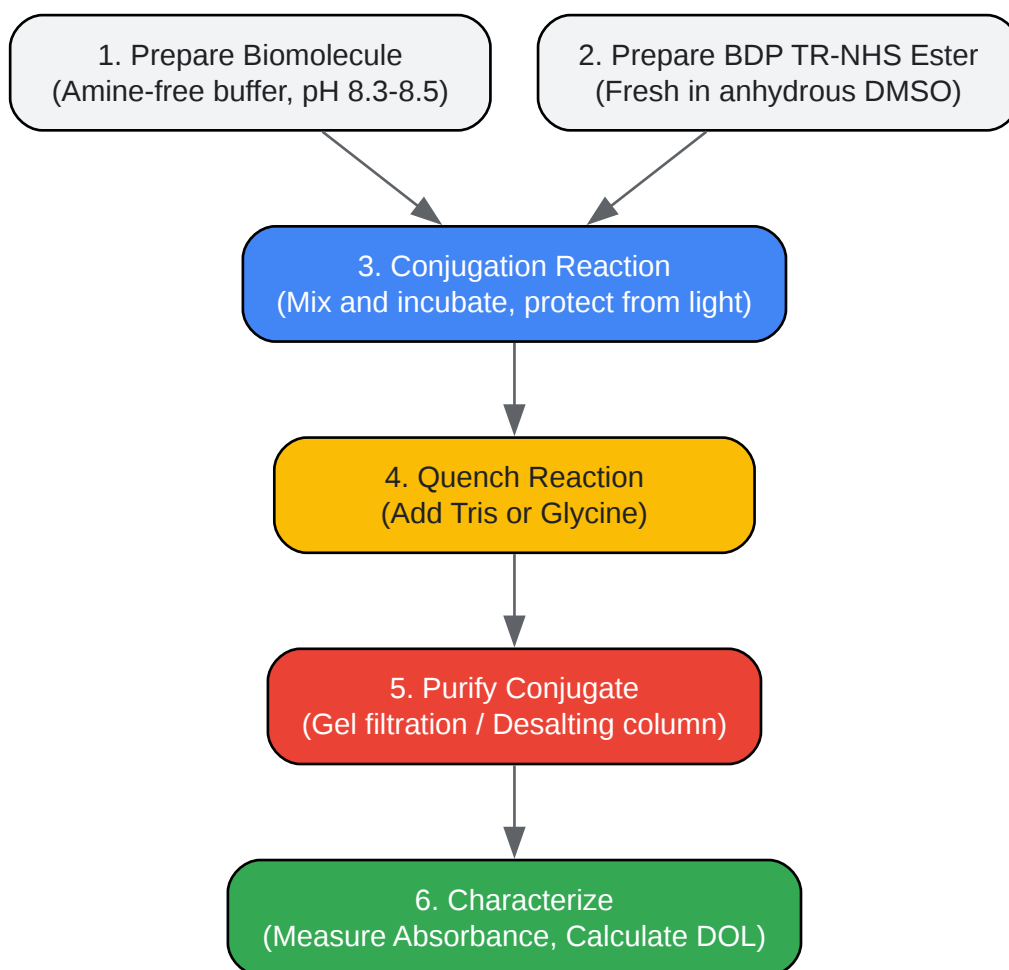 1. Prepare Biomolecule
(Amine-free buffer, pH 8.3-8.5)
2. Prepare BDP TR-NHS Ester
(Fresh in anhydrous DMSO)
3. Conjugation Reaction
(Mix and incubate, protect from light)
4. Quench Reaction
(Add Tris or Glycine)
5. Purify Conjugate
(Gel filtration / Desalting column)
6. Characterize
(Measure Absorbance, Calculate DOL)